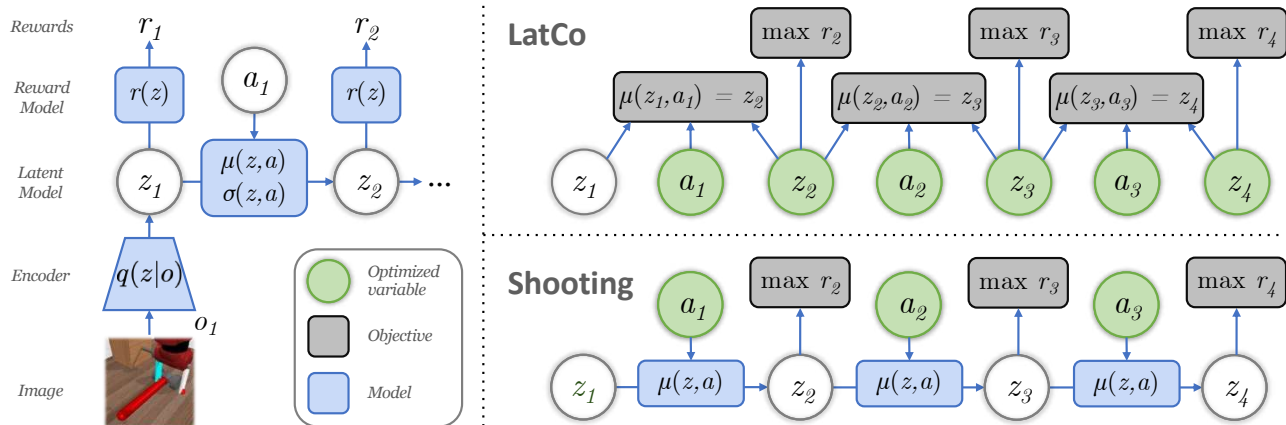 Rewards
r1
r2
Reward
Model
r(z)
a1
r(z)
Latent
Model
z1
μ(z,a)
σ(z,a)
z2
...
Encoder
q(z|o)
o1
Image
Optimized
variable
Objective
Model
LatCo
max r2
max r3
max r4
μ(z1,a1) = z2
μ(z2,a2) = z3
μ(z3,a3) = z4
z1
a1
z2
a2
z3
a3
z4
Shooting
a1
max r2
a2
max r3
a3
max r4
z1
μ(z,a)
z2
μ(z,a)
z3
μ(z,a)
z4